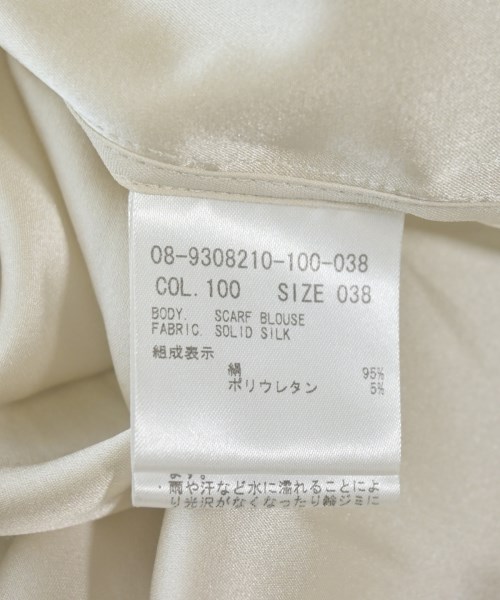 08-9308210-100-038
COL. 100 SIZE 038
BODY. SCARF BLOUSE
FABRIC. SOLID SILK
組成表示
絹 95%
ポリウレタン 5%
・雨や汗など水に濡れることによ
り光沢がなくなったり輪ジミに